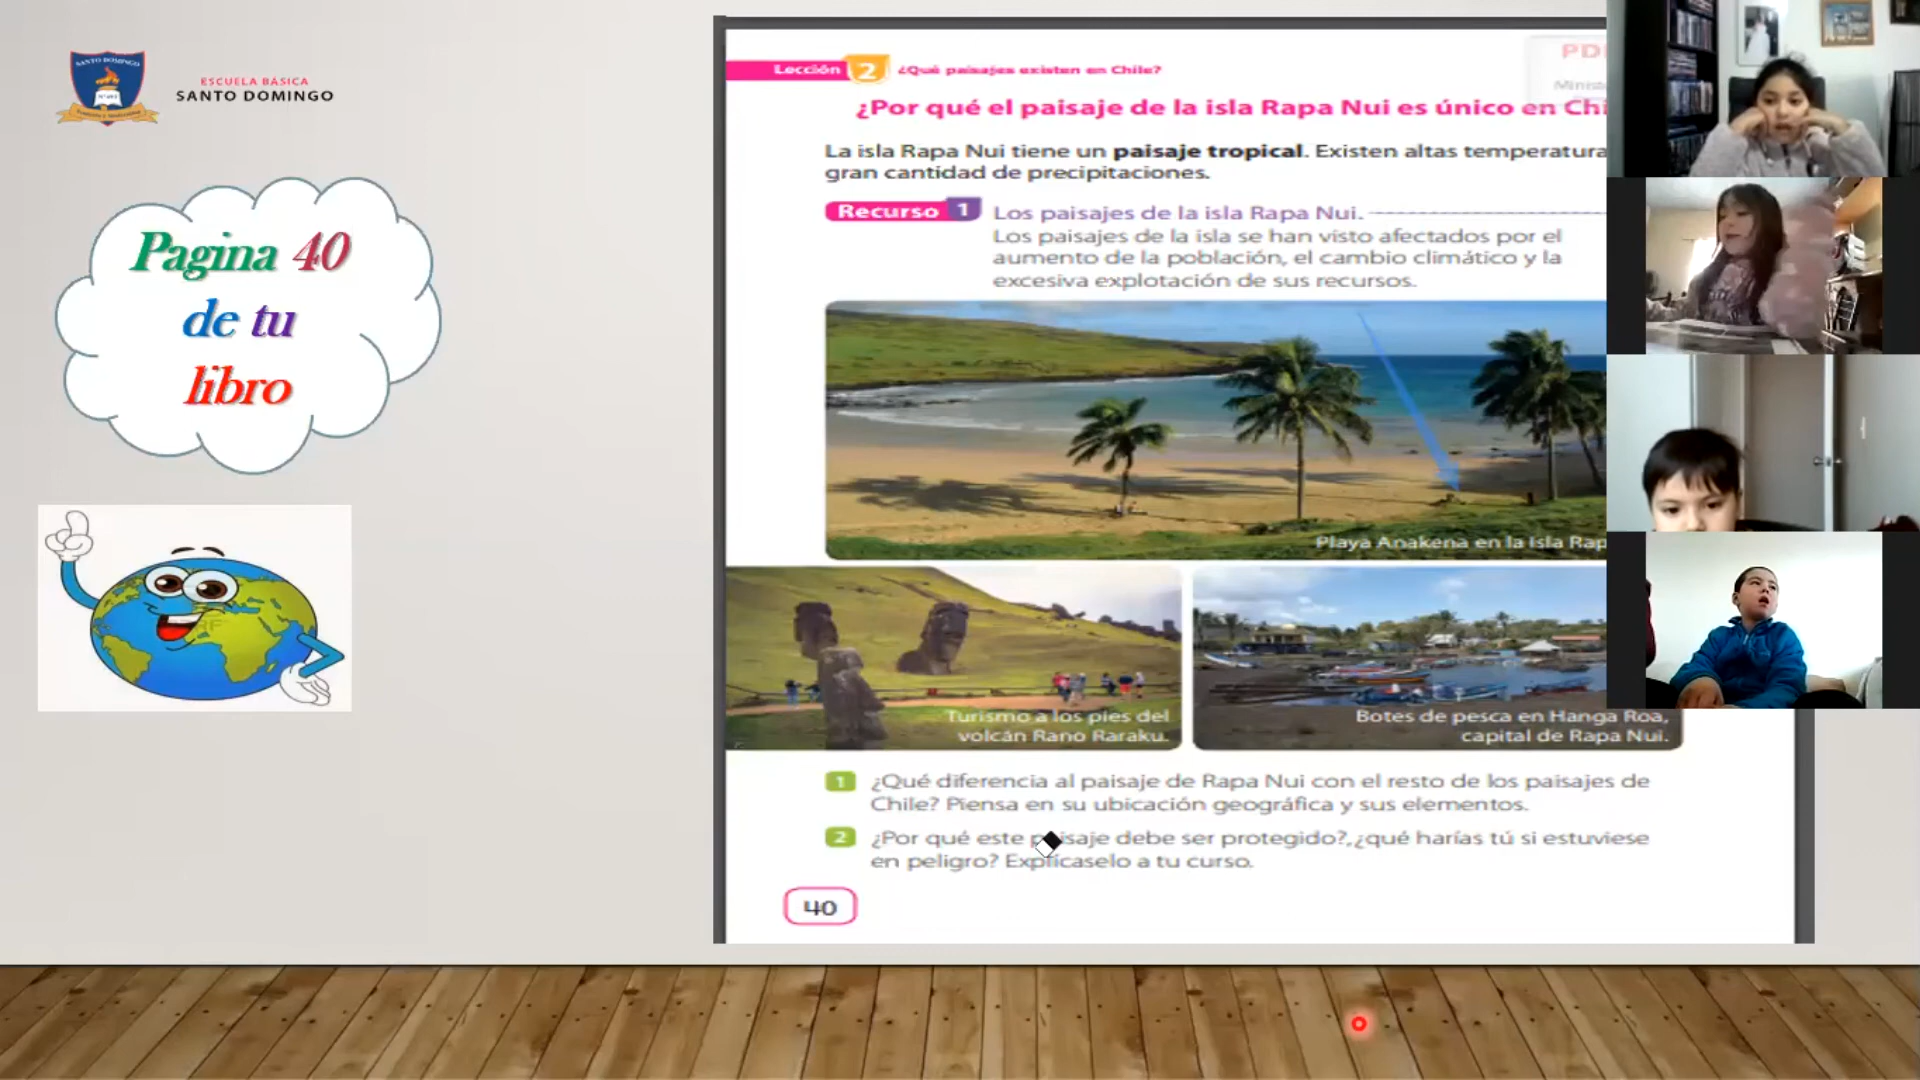 SANTO DOMINGO
ESCUELA BASICA
SANTO DOMINGO
Pagina 40
de tu
libro
Lección 2 ¿Qué paisajes existen en Chile?
PD
Minist
¿Por qué el paisaje de la isla Rapa Nui es único en Chi
La isla Rapa Nui tiene un paisaje tropical. Existen altas temperatura
gran cantidad de precipitaciones.
Recurso 1 Los paisajes de la isla Rapa Nui.
Los paisajes de la isla se han visto afectados por el
aumento de la población, el cambio climático y la
excesiva explotación de sus recursos.
Playa Anakena en la Isla Rap
Turismo a los pies del
volcán Rano Raraku.
Botes de pesca en Hanga Roa,
capital de Rapa Nui.
1 ¿Qué diferencia al paisaje de Rapa Nui con el resto de los paisajes de
Chile? Piensa en su ubicación geográfica y sus elementos.
2 ¿Por qué este paisaje debe ser protegido?,¿qué harías tú si estuviese
en peligro? Explícaselo a tu curso.
40